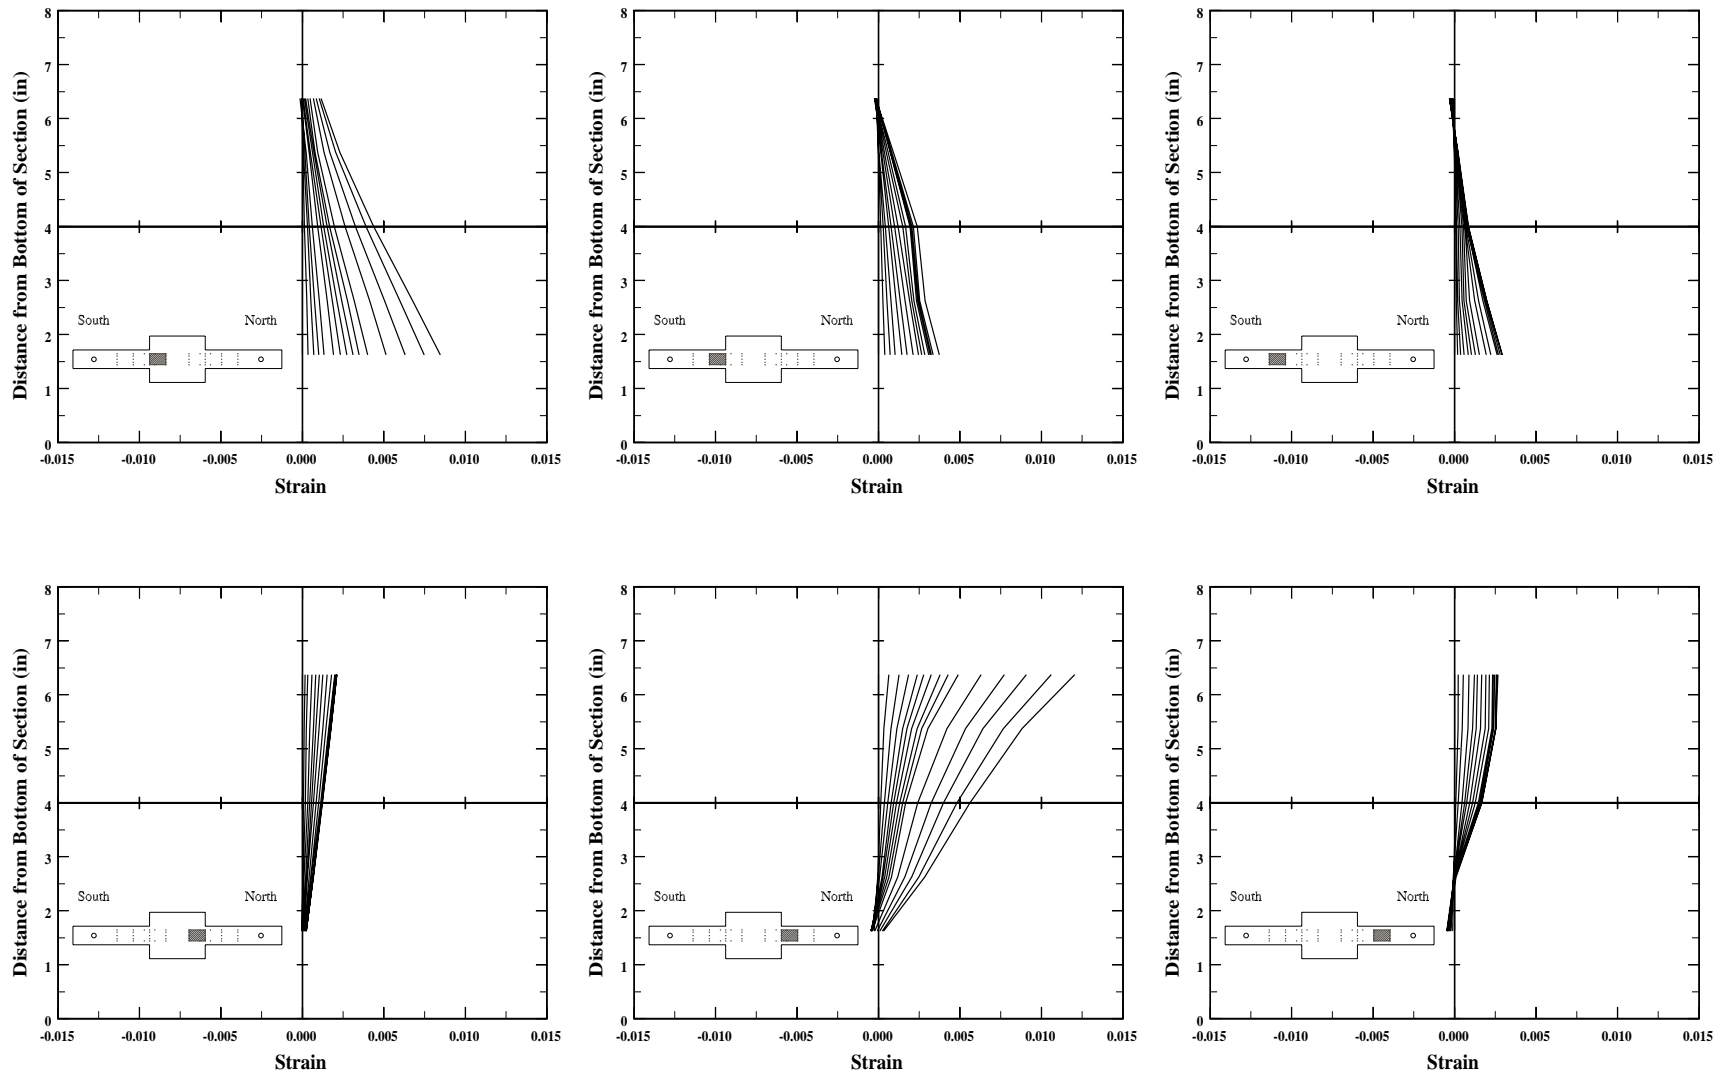 8 8 8
7 7 7
6 6 6
5 5 5
4 4 4
3 3 3
2 2 2
1 1 1
0 0 0
Distance from Bottom of Section (in)
Distance from Bottom of Section (in)
Distance from Bottom of Section (in)
South North South North South North
-0.015 -0.010 -0.005 0.000 0.005 0.010 0.015
-0.015 -0.010 -0.005 0.000 0.005 0.010 0.015
-0.015 -0.010 -0.005 0.000 0.005 0.010 0.015
Strain Strain Strain
8 8 8
7 7 7
6 6 6
5 5 5
4 4 4
3 3 3
2 2 2
1 1 1
0 0 0
Distance from Bottom of Section (in)
Distance from Bottom of Section (in)
Distance from Bottom of Section (in)
South North South North South North
-0.015 -0.010 -0.005 0.000 0.005 0.010 0.015
-0.015 -0.010 -0.005 0.000 0.005 0.010 0.015
-0.015 -0.010 -0.005 0.000 0.005 0.010 0.015
Strain Strain Strain